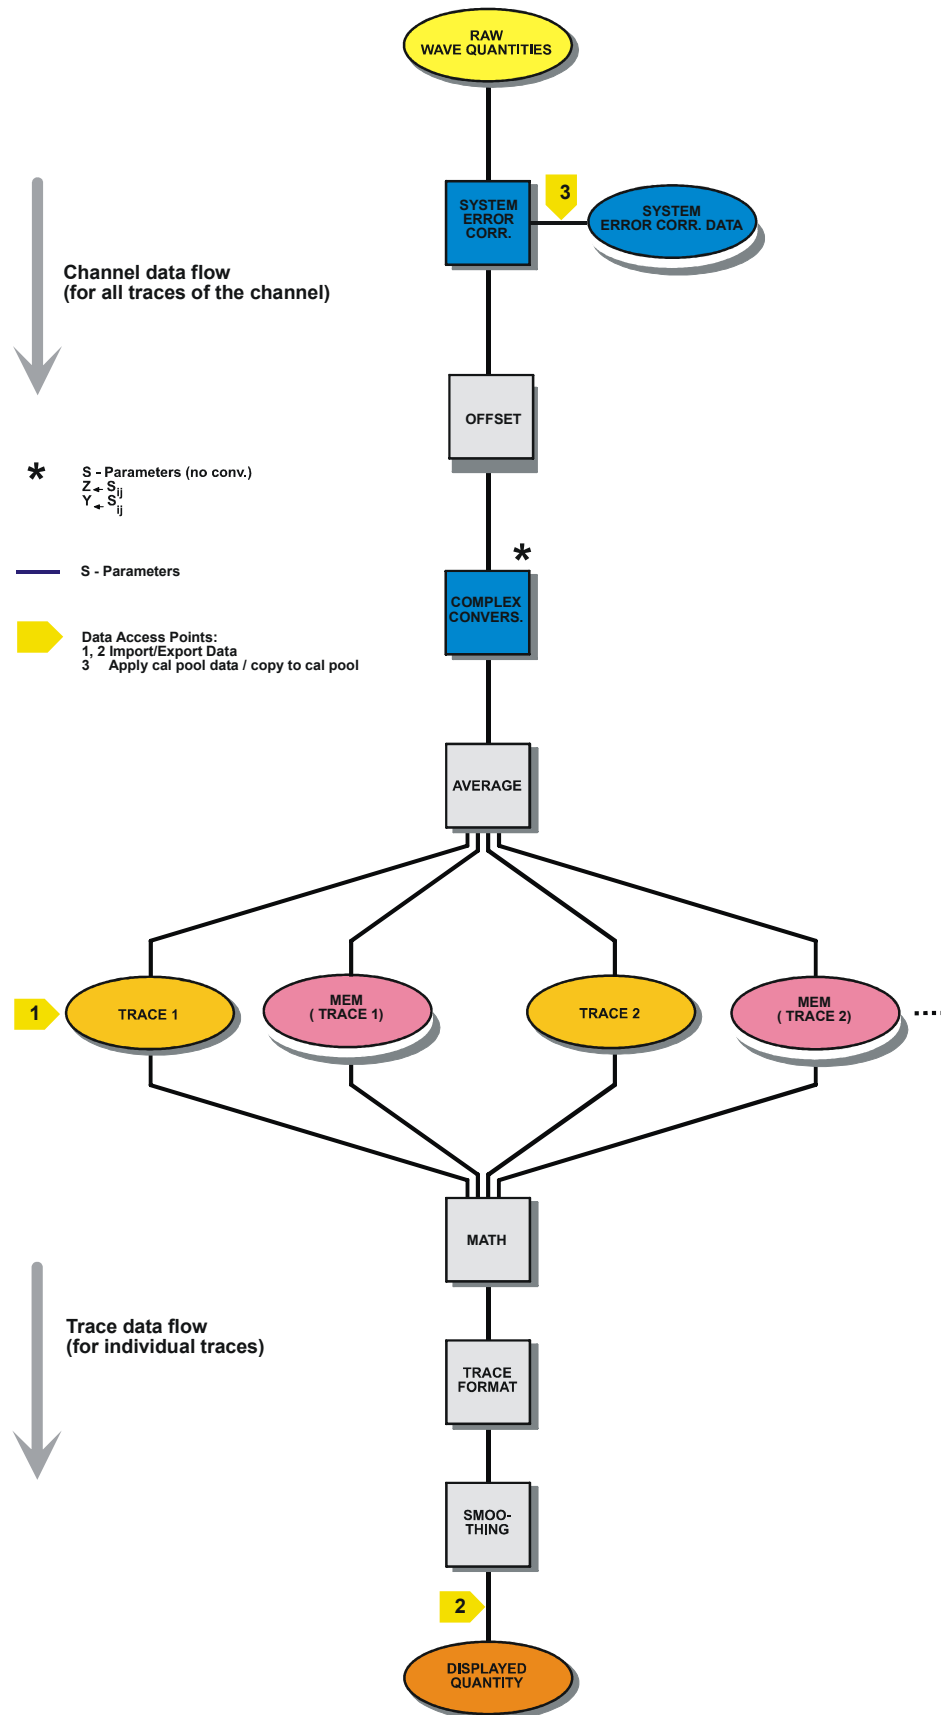 RAW
WAVE QUANTITIES
3
SYSTEM
ERROR
CORR.
SYSTEM
ERROR CORR. DATA
Channel data flow
(for all traces of the channel)
OFFSET
*
S - Parameters (no conv.)
Z ← Sij
Y ← Sij
*
S - Parameters
COMPLEX
CONVERS.
Data Access Points:
1, 2 Import/Export Data
3 Apply cal pool data / copy to cal pool
AVERAGE
1
TRACE 1
MEM
( TRACE 1)
TRACE 2
MEM
( TRACE 2)
MATH
Trace data flow
(for individual traces)
TRACE
FORMAT
SMOO-
THING
2
DISPLAYED
QUANTITY